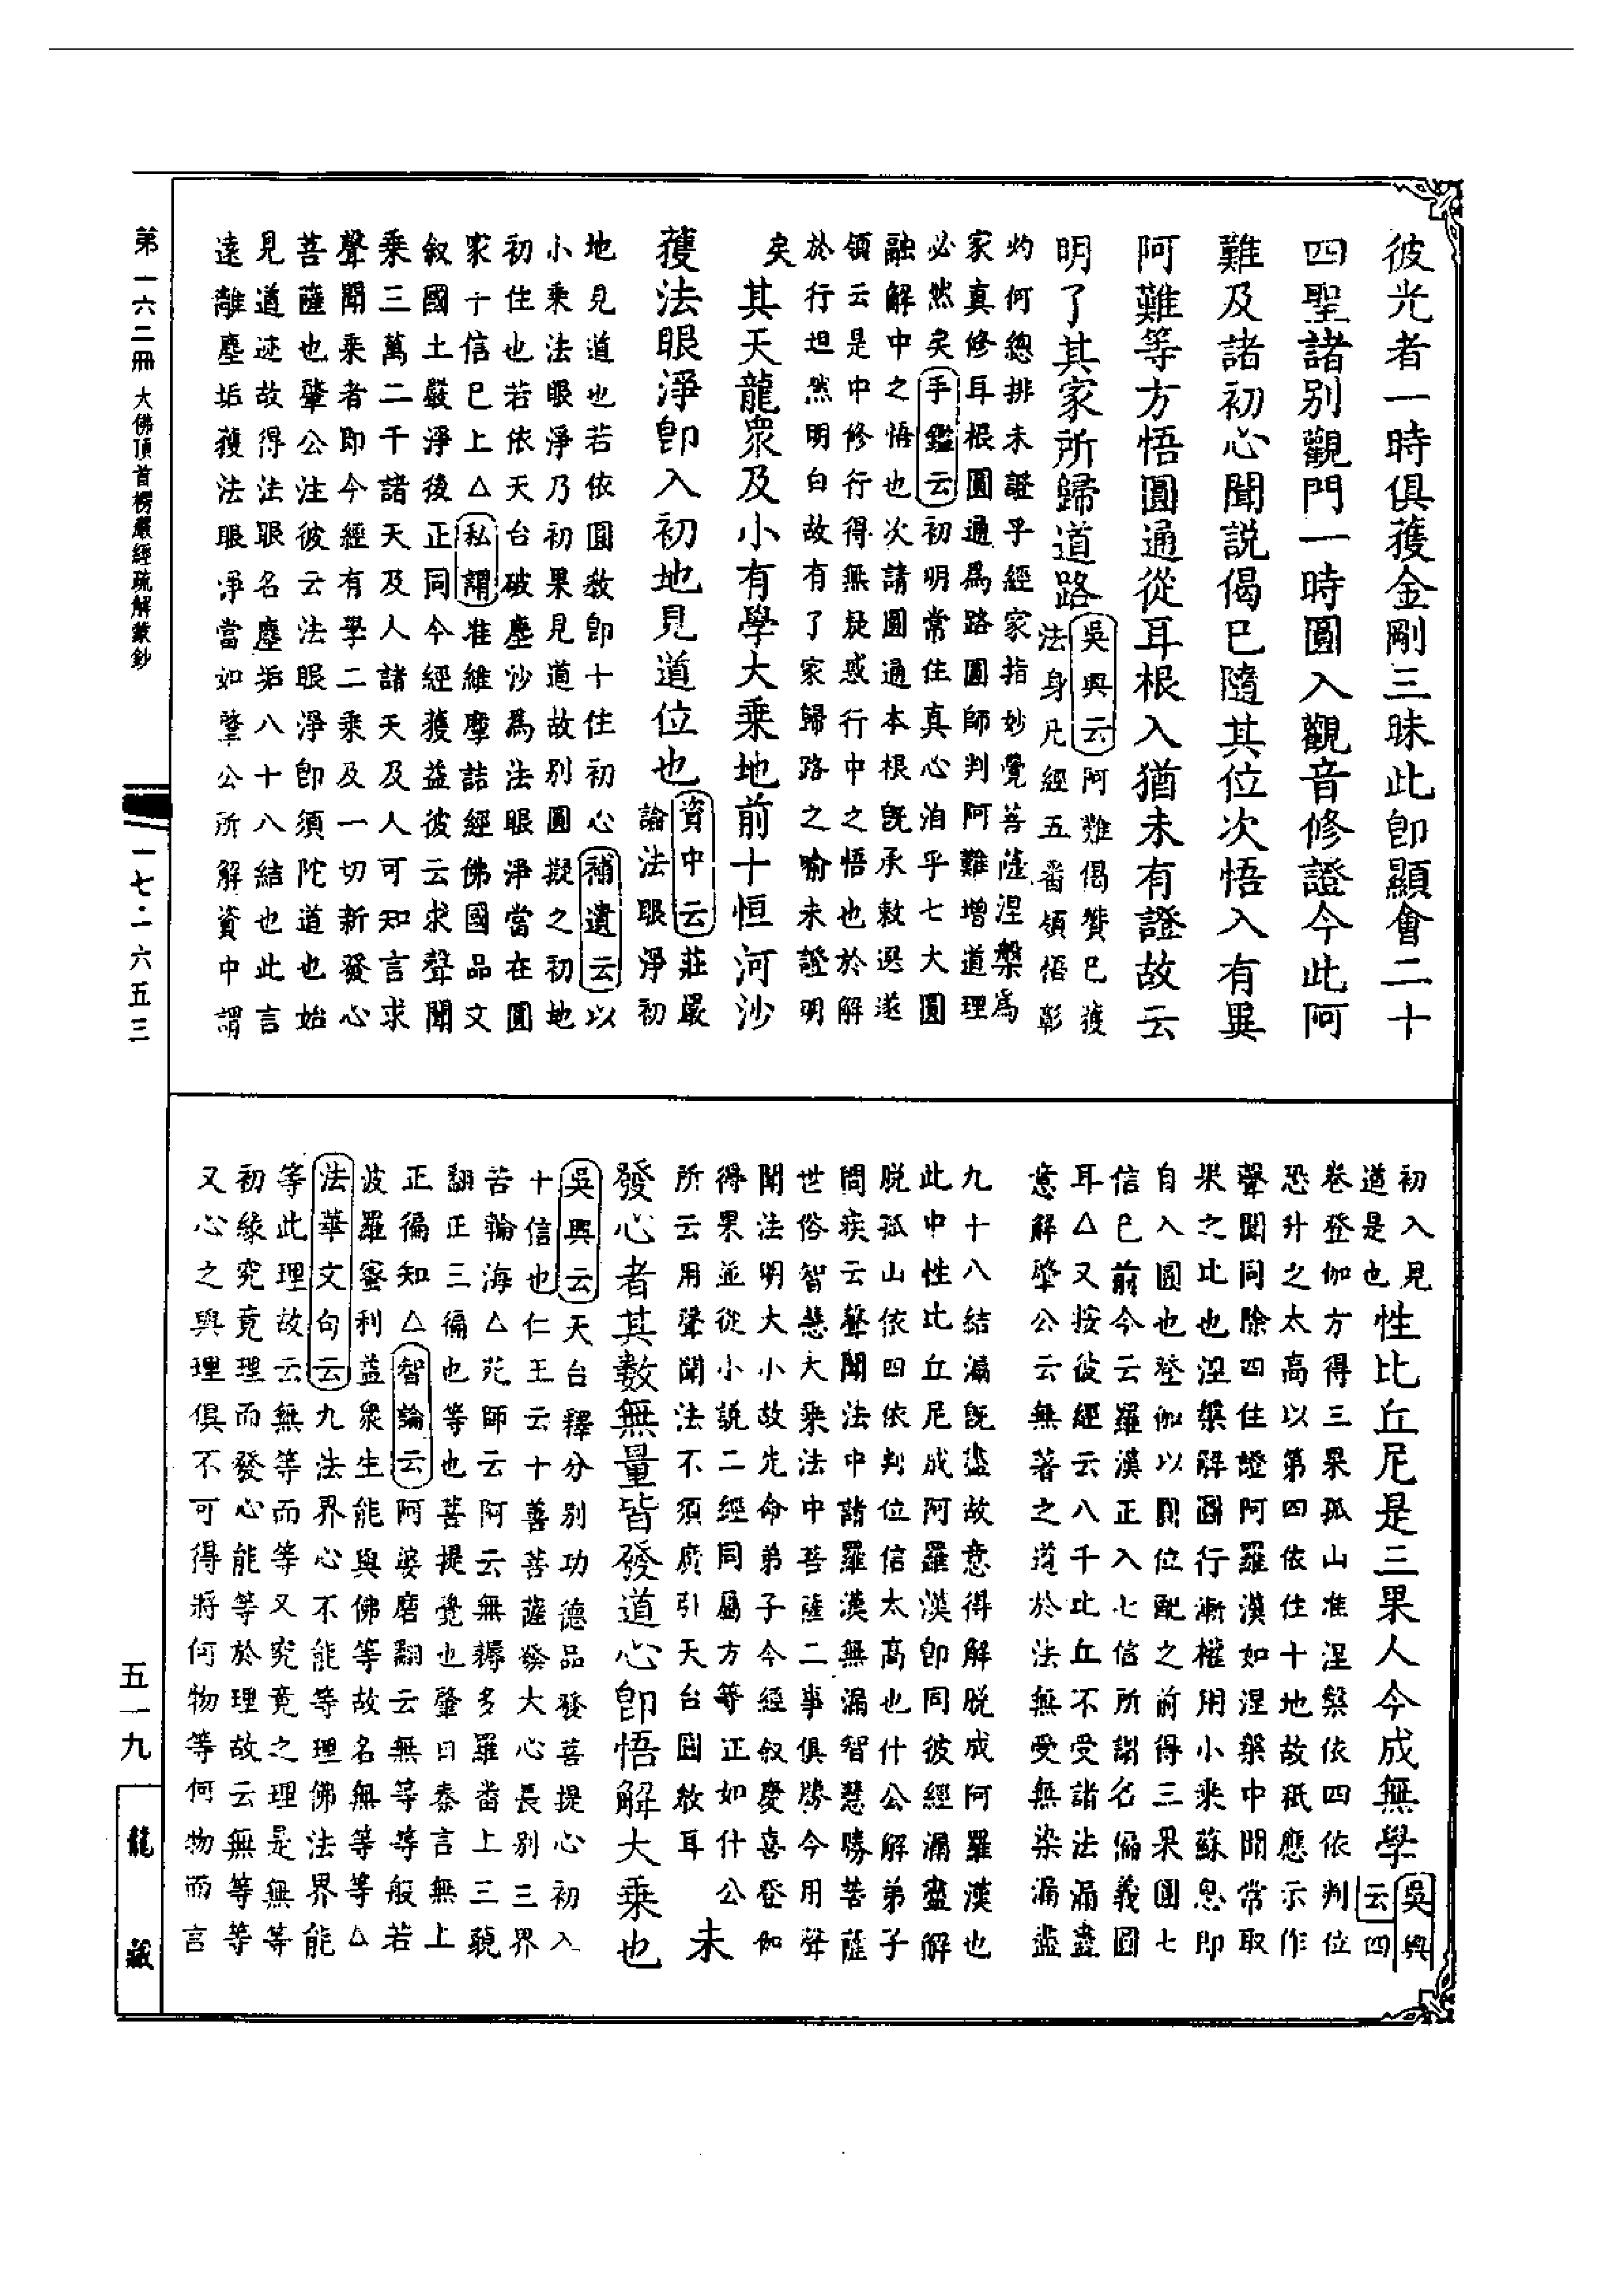 彼光者一時俱獲金剛三昧此即顯會二十
四聖諸別觀門一時圓入觀音修證今此阿
難及諸初心聞説偈已隨其位次悟入有異
阿難等方悟圓通從耳根入猶未有證故云
明了其家所歸道路
吳興云阿難偈贊已獲
法身凡經五番領悟彰
灼何總排未證乎經家指妙覺菩薩涅槃為
家真修耳根圓通為路圓師判阿難增道理
必然矣手鑑云初明常住真心洎乎七大圓
融解中之悟也次請圓通本根旣承敕選遂
領云是中修行得無疑惑行中之悟也於解
於行坦然明白故有了家歸路之喻未證明
矣
其天龍衆及小有學大乗地前十恒河沙
獲法眼淨即入初地見道位也
資中云莊嚴
論法眼淨初
地見道也若依圓教即十住初心補遺云以
小乘法眼淨乃初果見道故别圓擬之初地
初住也若依天台破塵沙為法眼淨當在圓
家十信已上△私謂准維摩詰經佛國品文
叙國土嚴淨後正同今經獲益彼云求聲聞
乘三萬二千諸天及人諸天及人可知言求
聲聞乗者即今經有學二乘及一切新發心
菩薩也肇公注彼云法眼淨即須陀道也始
見道迹故得法眼名塵垢八十八結也此言
遠離塵垢獲法眼淨當如肇公所解資中謂
第一六二冊 大佛頂首楞嚴經疏解蒙鈔
一七·一六五三
初入見
道是也
性比丘尼是三果人今成無學
吳興
云四
卷登伽方得三果孤山准涅槃依四依判位
恐升之太高以第四依住十地故秖應示作
聲聞同除四住證阿羅漢如涅槃中聞常取
果之比也涅槃解圓行漸權用小乘蘇息即
自入圓也登伽以圓位配之前得三果圓七
信已前今云羅漢正入七信所謂名偏義圓
耳△又按彼經云八千比丘不受諸法漏盡
意解肇公云無著之道於法無受無染漏盡
九十八結漏旣盡故意得解脱成阿羅漢也
此中性比丘尼成阿羅漢即同彼經漏盡解
脱孤山依四依判位信太高也什公解弟子
問疾云聲聞法中諸羅漢無漏智慧勝菩薩
世俗智慧大乘法中菩薩二事俱勝今用聲
聞法明大小故先命弟子今經叙慶喜登伽
得果並從小説二經同屬方等正如什公
所云用聲聞法不須廣引天台圓教耳
未
發心者其數無量皆發道心即悟解大乗也
吳興云天台釋分别功德品發菩提心初入
十信也仁王云十善菩薩發大心長别三界
苦輪海△苑師云阿云無耨多羅畨上三藐
翻正三徧也等也菩提覺也肇曰秦言無上
正徧知△智論云阿婆磨翻云無等等般若
波羅蜜利益衆生能與佛等故名無等等△
法華文句云九法界心不能等理佛法界能
等此理故云無等而等又究竟之理是無等
初緣究竟理而發心能等於理故云無等等
又心之與理俱不可得將何物等何物而言
五一九
龍藏